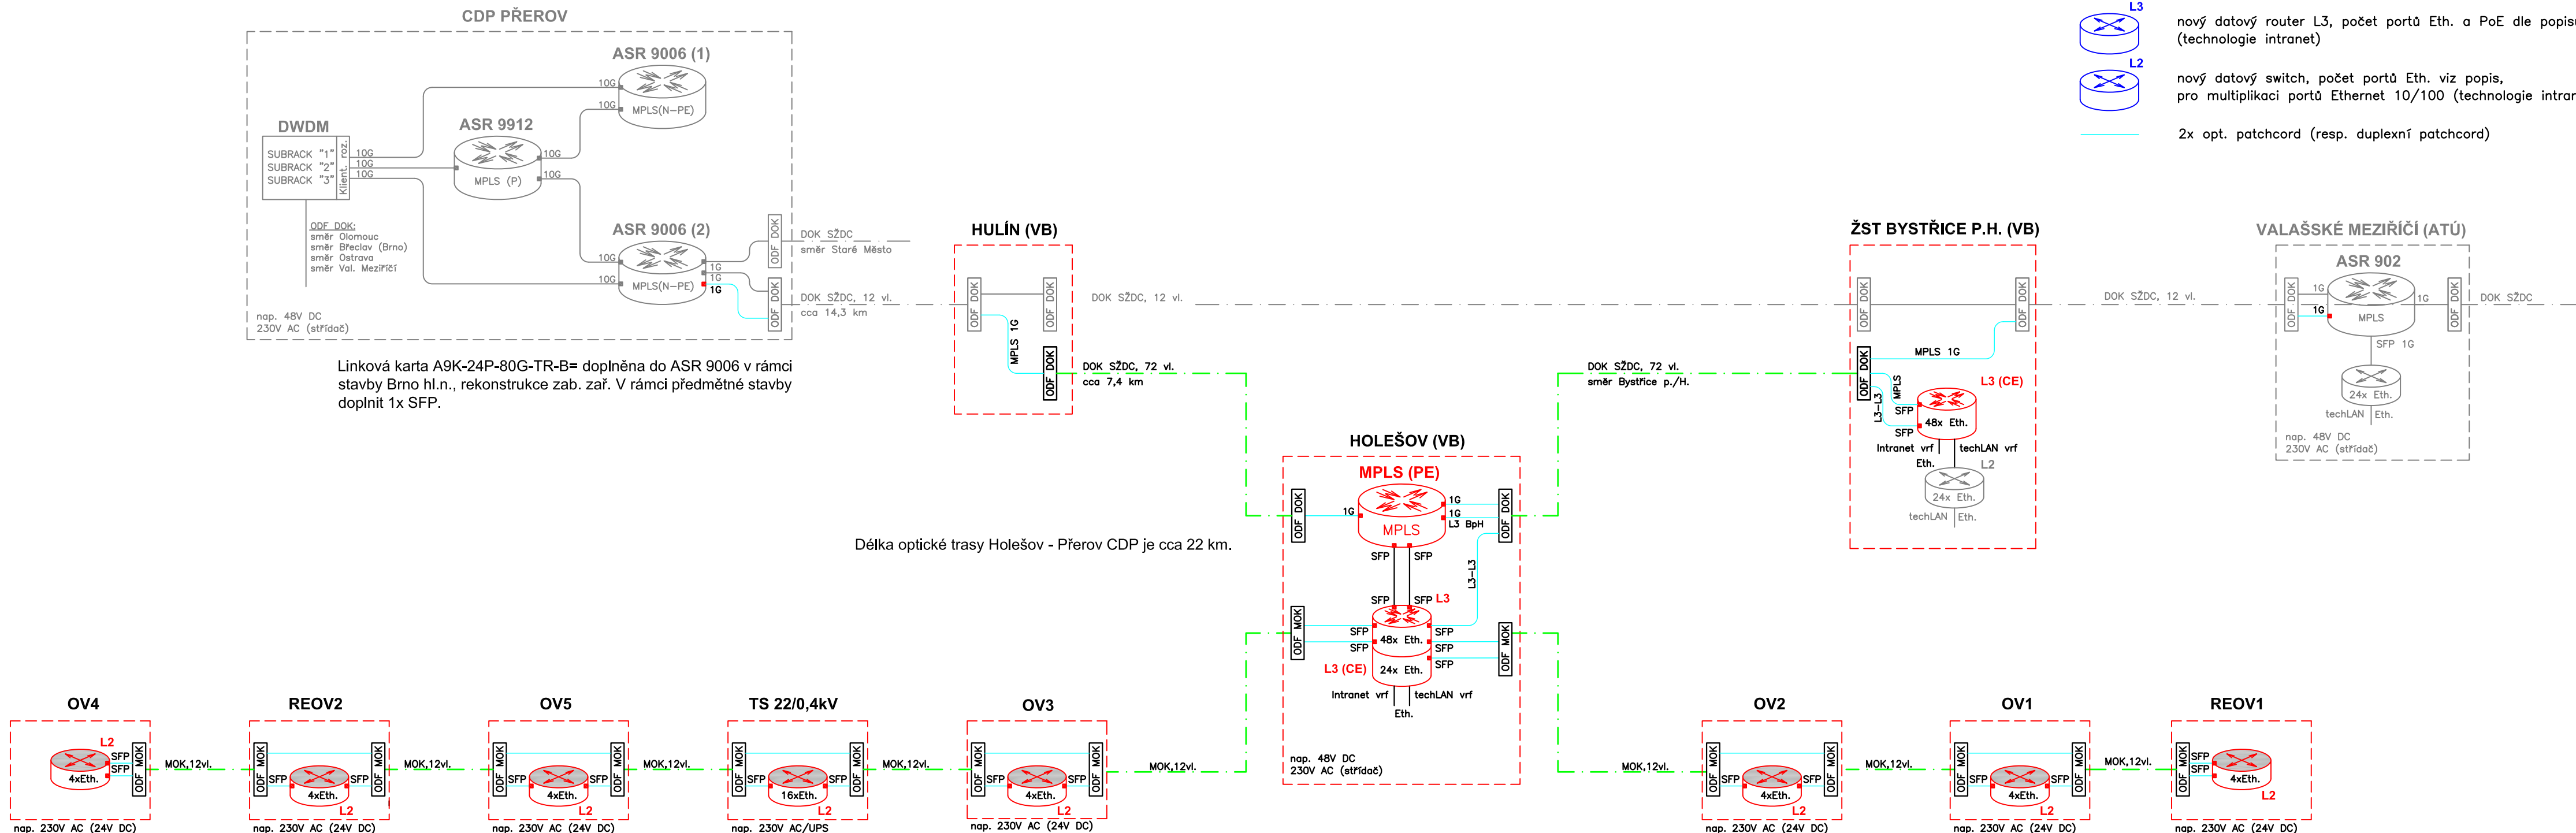 CDP PŘEROV
ASR 9006 (1)
10G
10G
MPLS(N-PE)
DWDM
SUBRACK "1"
SUBRACK "2"
SUBRACK "3"
Klient. roz.
10G
10G
10G
ASR 9912
10G
10G
MPLS (P)
ODF DOK:
směr Olomouc
směr Břeclav (Brno)
směr Ostrava
směr Val. Meziříčí
ASR 9006 (2)
10G
10G
MPLS(N-PE)
1G
1G
1G
ODF DOK
ODF DOK
nap. 48V DC
230V AC (střídač)
DOK SŽDC
směr Staré Město
DOK SŽDC, 12 vl.
cca 14,3 km
Linková karta A9K-24P-80G-TR-B= doplněna do ASR 9006 v rámci
stavby Brno hl.n., rekonstrukce zab. zař. V rámci předmětné stavby
doplnit 1x SFP.
L3
nový datový router L3, počet portů Eth. a PoE dle popisu
(technologie intranet)
L2
nový datový switch, počet portů Eth. viz popis,
pro multiplikaci portů Ethernet 10/100 (technologie
2x opt. patchcord (resp. duplexní patchcord)
HULÍN (VB)
ODF DOK
ODF DOK
MPLS 1G
ODF DOK
DOK SŽDC, 12 vl.
DOK SŽDC, 72 vl.
cca 7,4 km
DOK SŽDC, 72 vl.
směr Bystřice p./H.
ŽST BYSTŘICE P.H. (VB)
ODF DOK
ODF DOK
MPLS 1G
ODF DOK
MPLS
L3-L3
SFP
SFP
L3 (CE)
48x Eth.
Intranet vrf
techLAN vrf
Eth.
L2
24x Eth.
techLAN
Eth.
DOK SŽDC, 12 vl.
VALAŠSKÉ MEZIŘÍČÍ (ATÚ)
ASR 902
ODF DOK
1G
1G
1G
MPLS
ODF DOK
DOK SŽDC
SFP 1G
24x Eth.
techLAN
Eth.
nap. 48V DC
230V AC (střídač)
Délka optické trasy Holešov - Přerov CDP je cca 22 km.
HOLEŠOV (VB)
MPLS (PE)
ODF DOK
1G
MPLS
1G
1G
L3 BpH
ODF DOK
SFP
SFP
L3-L3
SFP
SFP
L3
ODF MOK
SFP
SFP
48x Eth.
SFP
SFP
SFP
ODF MOK
L3 (CE)
24x Eth.
Intranet vrf
techLAN vrf
Eth.
nap. 48V DC
230V AC (střídač)
OV4
L2
SFP
SFP
4xEth.
ODF MOK
nap. 230V AC (24V DC)
MOK,12vl.
REOV2
ODF MOK
SFP
SFP
4xEth.
L2
ODF MOK
nap. 230V AC (24V DC)
MOK,12vl.
OV5
ODF MOK
SFP
SFP
4xEth.
L2
ODF MOK
nap. 230V AC (24V DC)
MOK,12vl.
TS 22/0,4kV
ODF MOK
SFP
SFP
16xEth.
L2
ODF MOK
nap. 230V AC/UPS
MOK,12vl.
OV3
ODF MOK
SFP
SFP
4xEth.
L2
ODF MOK
nap. 230V AC (24V DC)
MOK,12vl.
MOK,12vl.
OV2
ODF MOK
SFP
SFP
4xEth.
L2
ODF MOK
nap. 230V AC (24V DC)
MOK,12vl.
OV1
ODF MOK
SFP
SFP
4xEth.
L2
ODF MOK
nap. 230V AC (24V DC)
MOK,12vl.
REOV1
ODF MOK
SFP
SFP
4xEth.
L2
nap. 230V AC (24V DC)